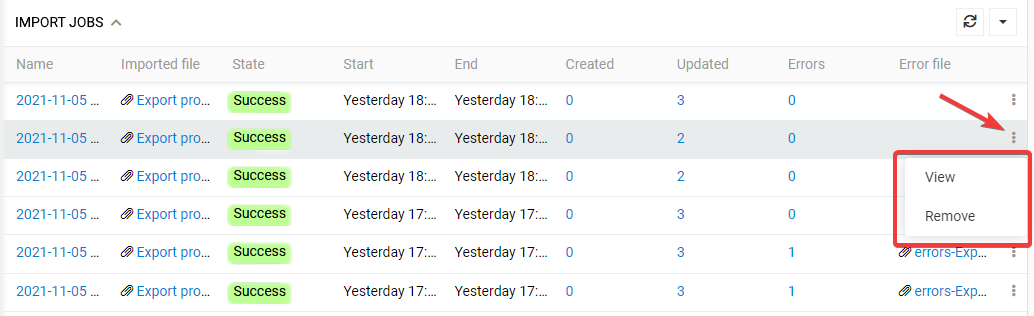 IMPORT JOBS
Name Imported file State Start End Created Updated Errors Error file
2021-11-05 ... Export pro... Success Yesterday 18:... Yesterday 18:... 0 3 0
2021-11-05 ... Export pro... Success Yesterday 18:... Yesterday 18:... 0 2 0
2021-11-05 ... Export pro... Success Yesterday 18:... Yesterday 18:... 0 2 0
View
2021-11-05 ... Export pro... Success Yesterday 17:... Yesterday 17:... 0 3 0
Remove
2021-11-05 ... Export pro... Success Yesterday 17:... Yesterday 17:... 0 3 1 errors-Exp...
2021-11-05 ... Export pro... Success Yesterday 17:... Yesterday 17:... 0 3 1 errors-Exp...